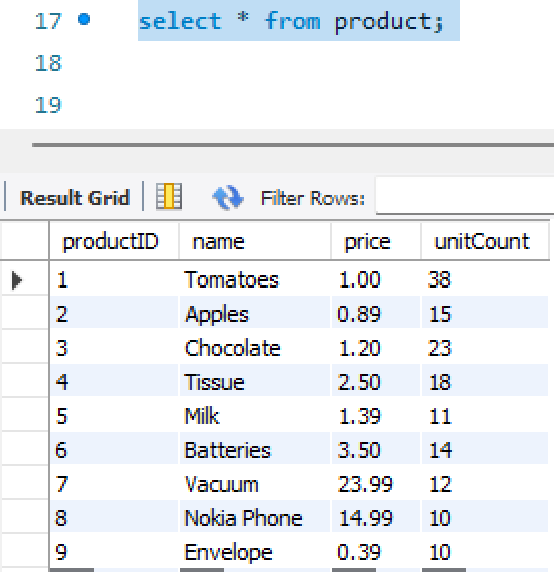 17 select * from product;
18
19
Result Grid Filter Rows:
productID name price unitCount
1 Tomatoes 1.00 38
2 Apples 0.89 15
3 Chocolate 1.20 23
4 Tissue 2.50 18
5 Milk 1.39 11
6 Batteries 3.50 14
7 Vacuum 23.99 12
8 Nokia Phone 14.99 10
9 Envelope 0.39 10